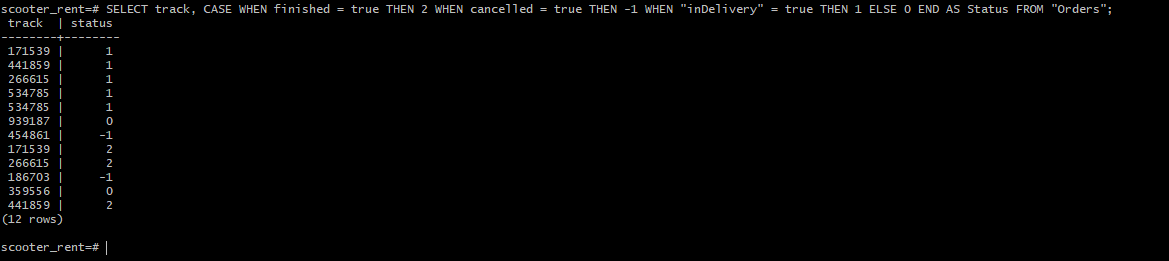 scooter_rent=# SELECT track, CASE WHEN finished = true THEN 2 WHEN cancelled = true THEN -1 WHEN "inDelivery" = true THEN 1 ELSE 0 END AS Status FROM "Orders";
 track  | status
--------+--------
 171539 |      1
 441859 |      1
 266615 |      1
 534785 |      1
 534785 |      1
 939187 |      0
 454861 |     -1
 171539 |      2
 266615 |      2
 186703 |     -1
 359556 |      0
 441859 |      2
(12 rows)
scooter_rent=#